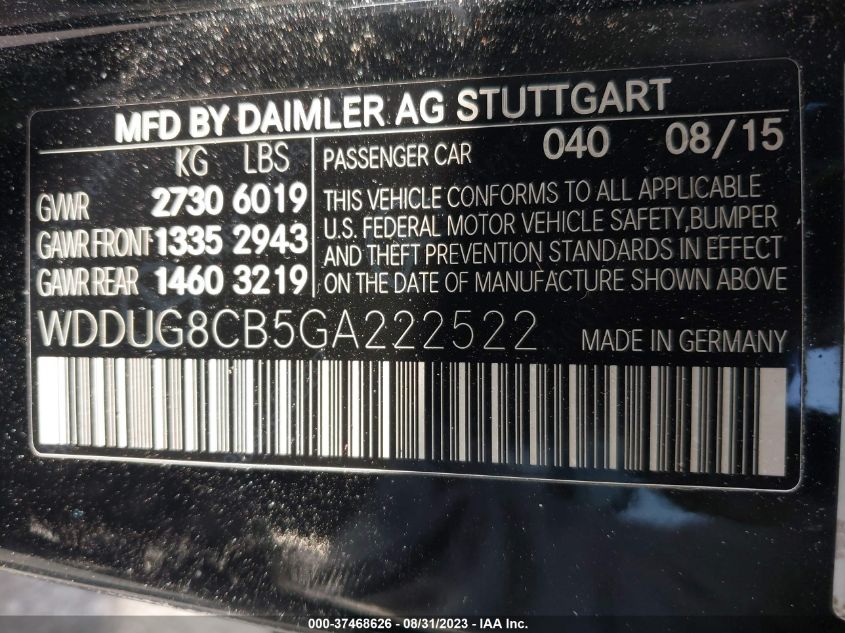 MFD BY DAIMLER AG STUTTGART
KG LBS
GVWR 2730 6019
GAWR FRONT 1335 2943
GAWR REAR 1460 3219
PASSENGER CAR 040 08/15
THIS VEHICLE CONFORMS TO ALL APPLICABLE
U.S. FEDERAL MOTOR VEHICLE SAFETY,BUMPER
AND THEFT PREVENTION STANDARDS IN EFFECT
ON THE DATE OF MANUFACTURE SHOWN ABOVE
WDDUG8CB5GA222522 MADE IN GERMANY
000-37468626 - 08/31/2023 - IAA Inc.